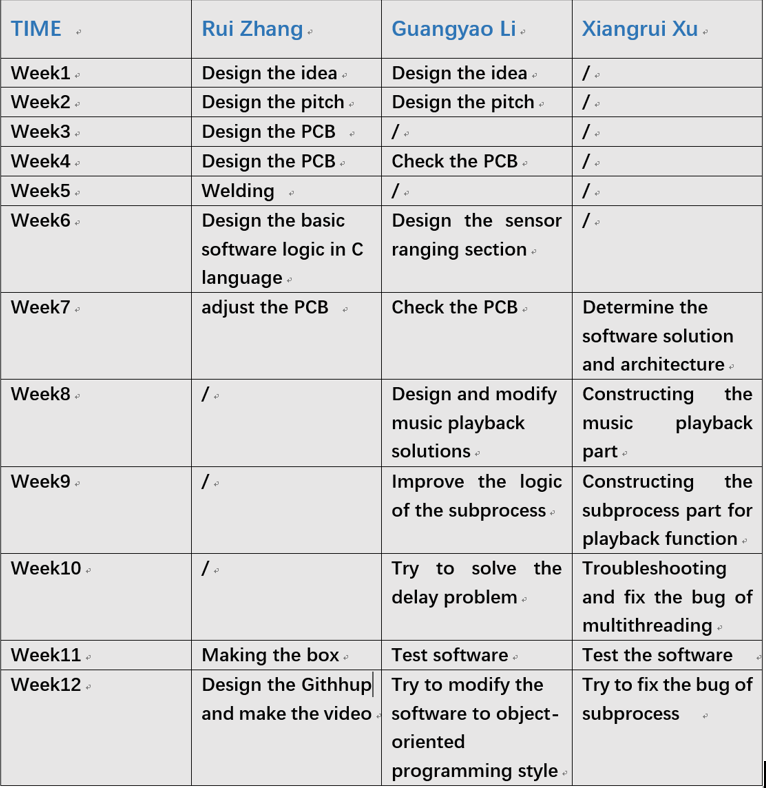 TIME Rui Zhang Guangyao Li Xiangrui Xu
Week1 Design the idea Design the idea /
Week2 Design the pitch Design the pitch /
Week3 Design the PCB / /
Week4 Design the PCB Check the PCB /
Week5 Welding / /
Week6 Design the basic Design the sensor /
software logic in C ranging section
language
Week7 adjust the PCB Check the PCB Determine the
software solution
and architecture
Week8 / Design and modify Constructing the
music playback music playback
solutions part
Week9 / Improve the logic Constructing the
of the subprocess subprocess part for
playback function
Week10 / Try to solve the Troubleshooting
delay problem and fix the bug of
multithreading
Week11 Making the box Test software Test the software
Week12 Design the Githhup Try to modify the Try to fix the bug of
and make the video software to object- subprocess
oriented
programming style